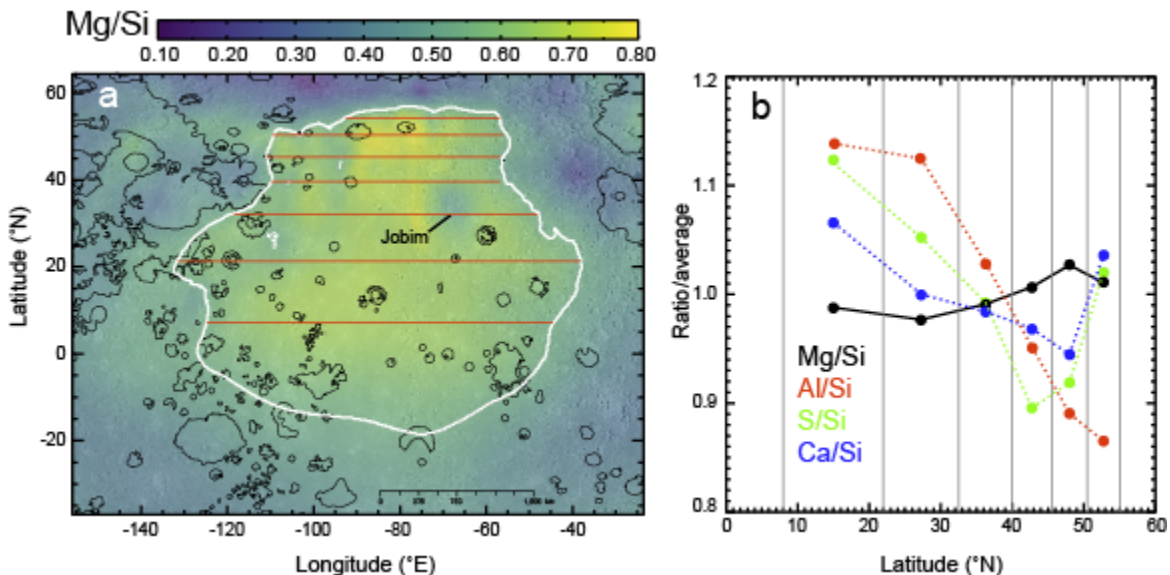 Mg/Si
0.10 0.20 0.30 0.40 0.50 0.60 0.70 0.80
a
60
40
20
0
-20
Latitude (°N)
Jobim
-140 -120 -100 -80 -60 -40
Longitude (°E)
b
1.2
1.1
1.0
0.9
0.8
Ratio/average
Mg/Si
Al/Si
S/Si
Ca/Si
0 10 20 30 40 50 60
Latitude (°N)